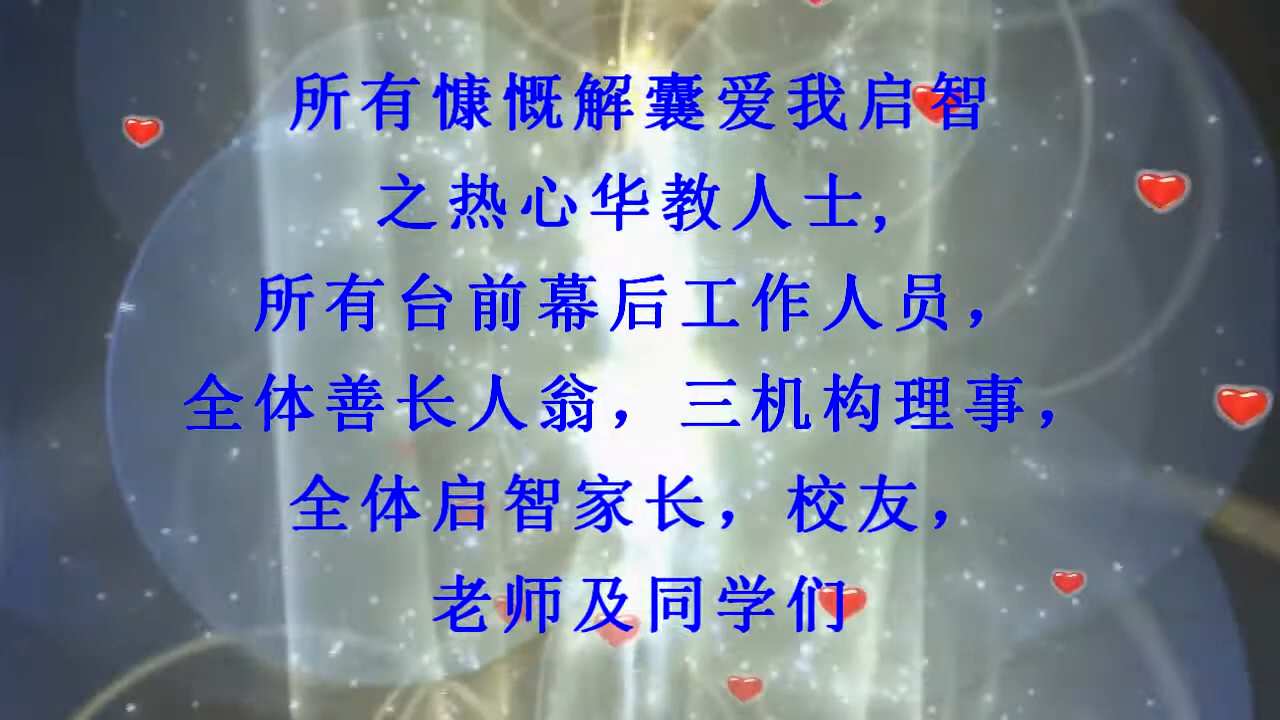 所有慷慨解囊爱我启智
之热心华教人士,
所有台前幕后工作人员，
全体善长人翁，三机构理事，
全体启智家长，校友，
老师及同学们